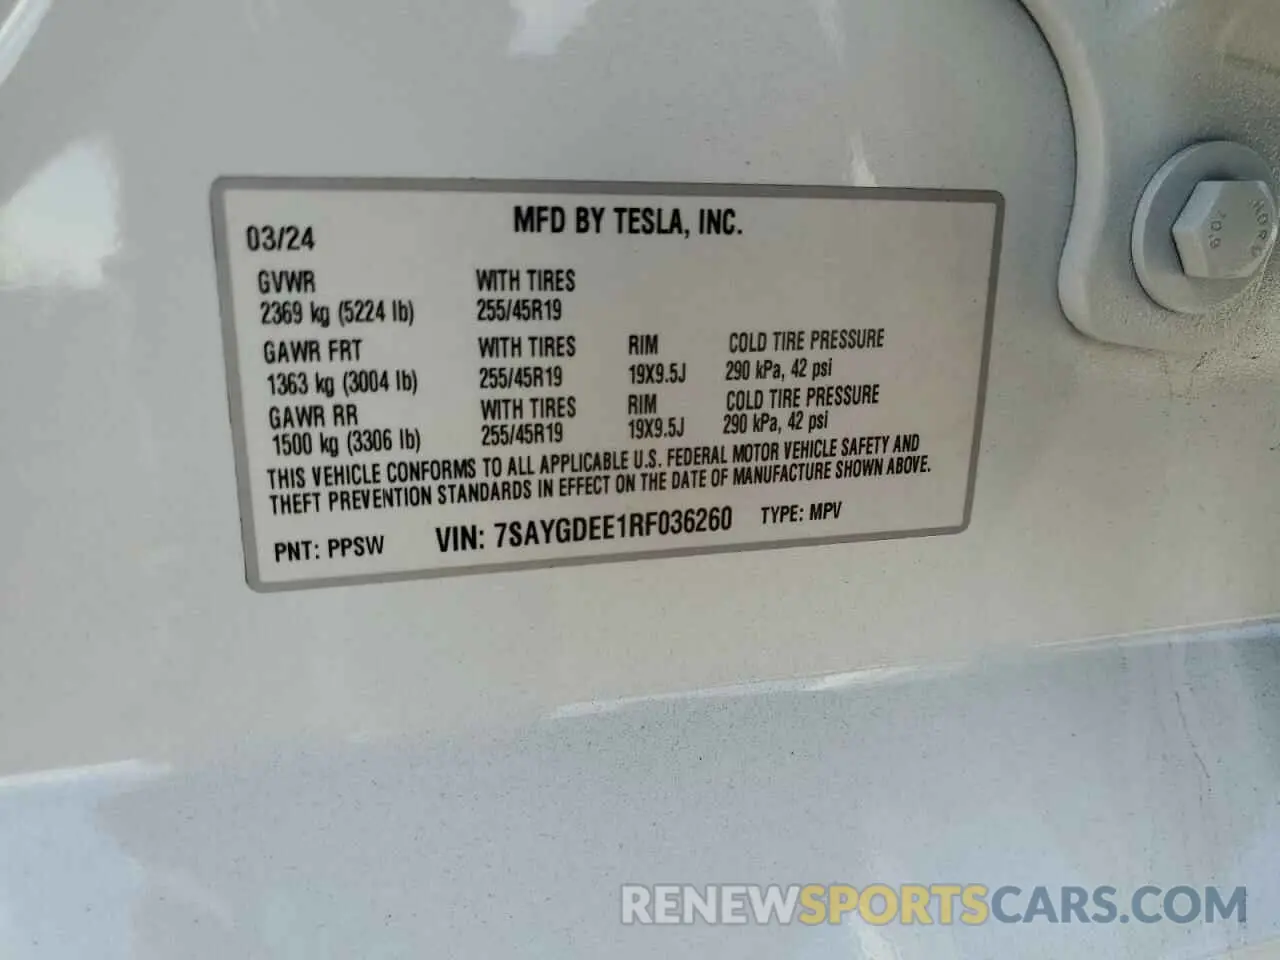 MFD BY TESLA, INC.
03/24
GVWR WITH TIRES
2369 kg (5224 lb) 255/45R19
GAWR FRT WITH TIRES RIM COLD TIRE PRESSURE
1363 kg (3004 lb) 255/45R19 19X9.5J 290 kPa, 42 psi
GAWR RR WITH TIRES RIM COLD TIRE PRESSURE
1500 kg (3306 lb) 255/45R19 19X9.5J 290 kPa, 42 psi
THIS VEHICLE CONFORMS TO ALL APPLICABLE U.S. FEDERAL MOTOR VEHICLE SAFETY AND
THEFT PREVENTION STANDARDS IN EFFECT ON THE DATE OF MANUFACTURE SHOWN ABOVE.
PNT: PPSW VIN: 7SAYGDEE1RF036260 TYPE: MPV
10.9
RENEWSPORTSCARS.COM